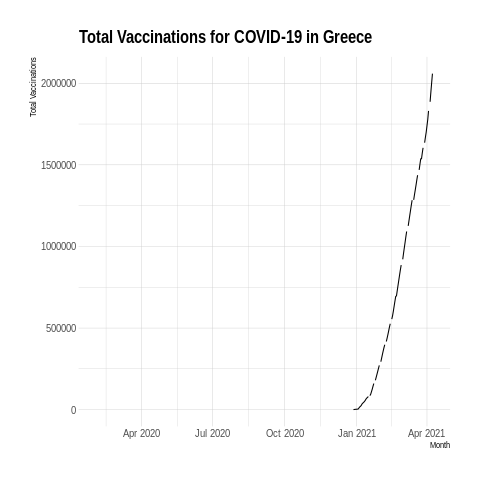 Total Vaccinations for COVID-19 in Greece
Total Vaccinations
2000000
1500000
1000000
500000
0
Apr 2020 Jul 2020 Oct 2020 Jan 2021 Apr 2021
Month